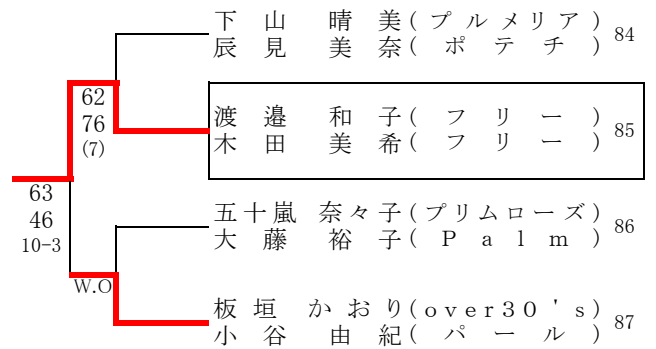 下山 晴美(プルメリア) 84
辰見 美奈(ポテチ)
62
76
(7)
渡邉 和子(フリー) 85
木田 美希(フリー)
63
46
10-3
五十嵐 奈々子(プリムローズ) 86
大藤 裕子(Palm)
W.O
板垣 かおり(over30's) 87
小谷 由紀(パール)